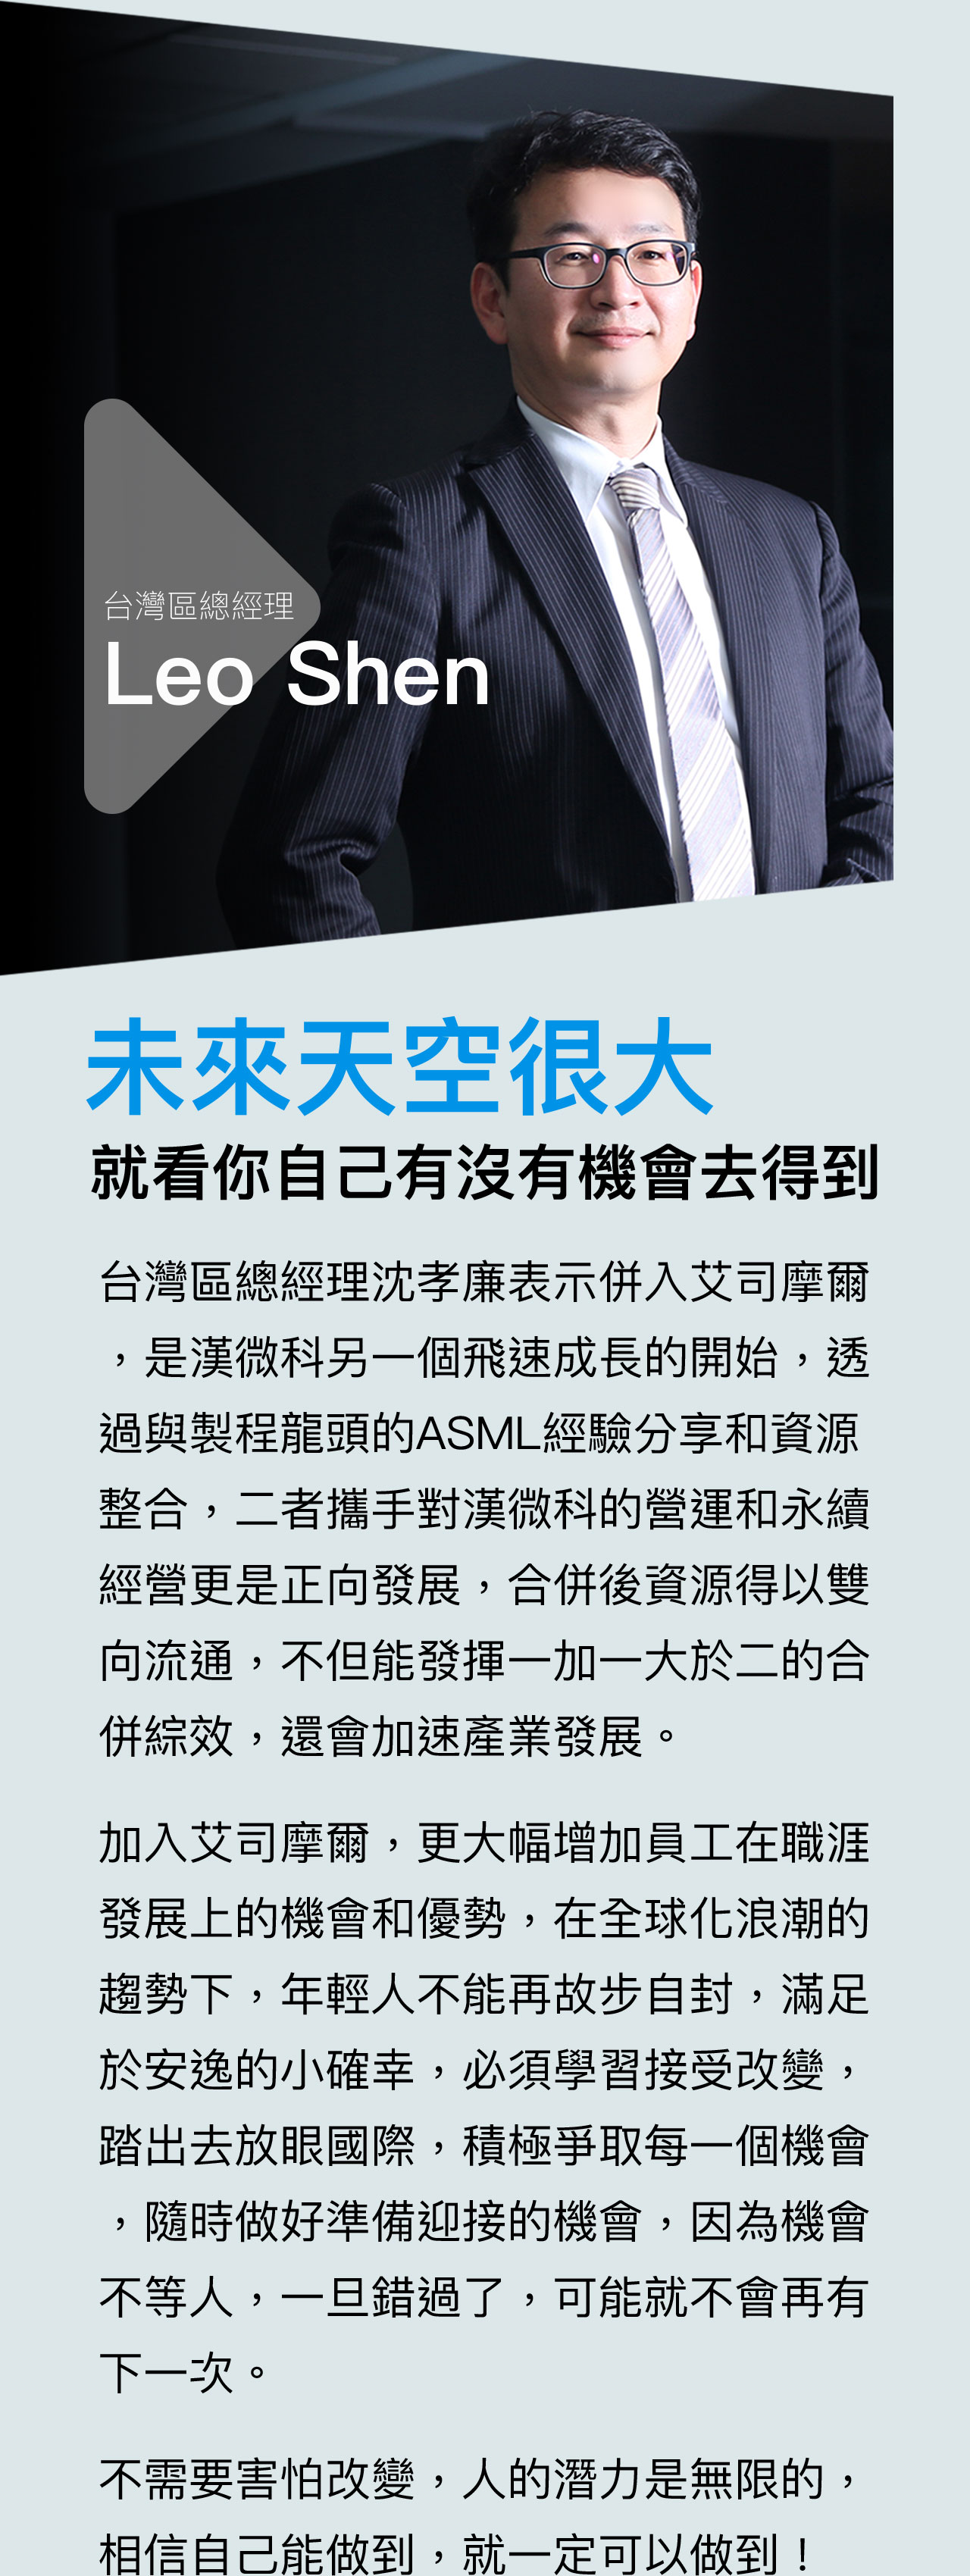 台灣區總經理
Leo Shen
未來天空很大
就看你自己有沒有機會去得到
台灣區總經理沈孝廉表示併入艾司摩爾
，是漢微科另一個飛速成長的開始，透
過與製程龍頭的ASML經驗分享和資源
整合，二者攜手對漢微科的營運和永續
經營更是正向發展，合併後資源得以雙
向流通，不但能發揮一加一大於二的合
併綜效，還會加速產業發展。
加入艾司摩爾，更大幅增加員工在職涯
發展上的機會和優勢，在全球化浪潮的
趨勢下，年輕人不能再故步自封，滿足
於安逸的小確幸，必須學習接受改變，
踏出去放眼國際，積極爭取每一個機會
，隨時做好準備迎接的機會，因為機會
不等人，一旦錯過了，可能就不會再有
下一次。
不需要害怕改變，人的潛力是無限的，
相信自己能做到，就一定可以做到！